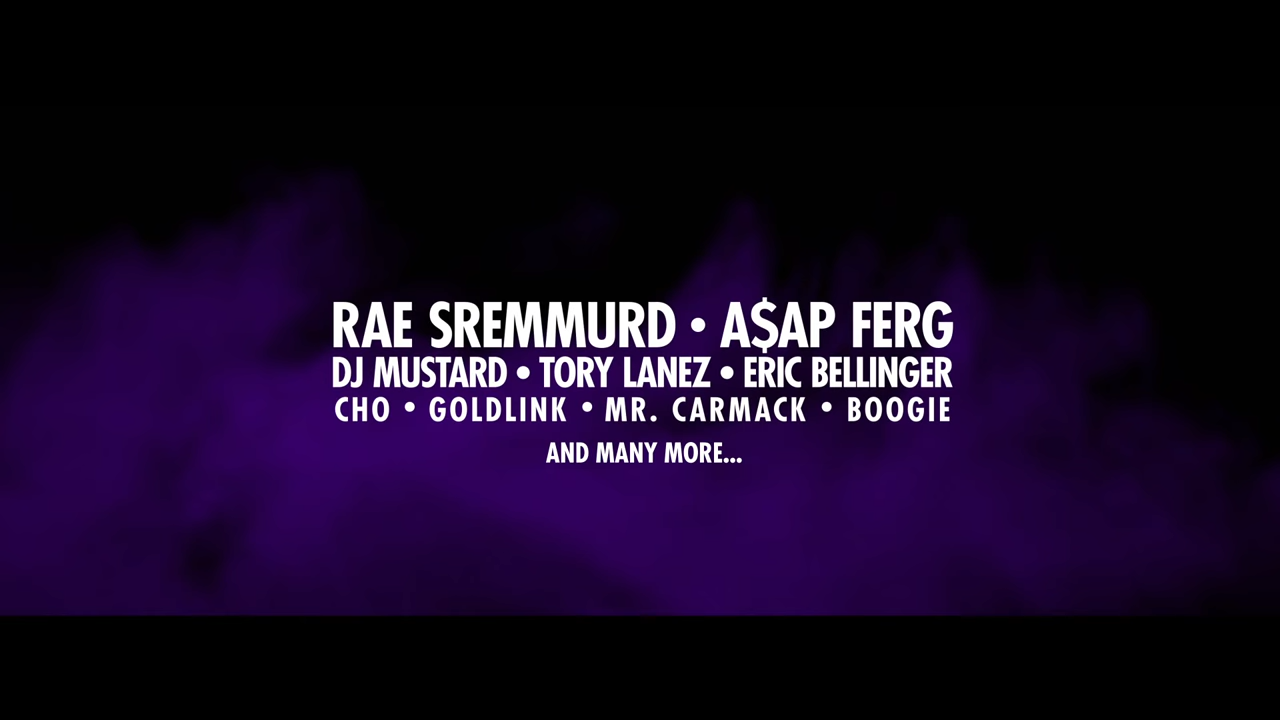 RAE SREMMURD • A$AP FERG
DJ MUSTARD • TORY LANEZ • ERIC BELLINGER
CHO • GOLDLINK • MR. CARMACK • BOOGIE
AND MANY MORE...